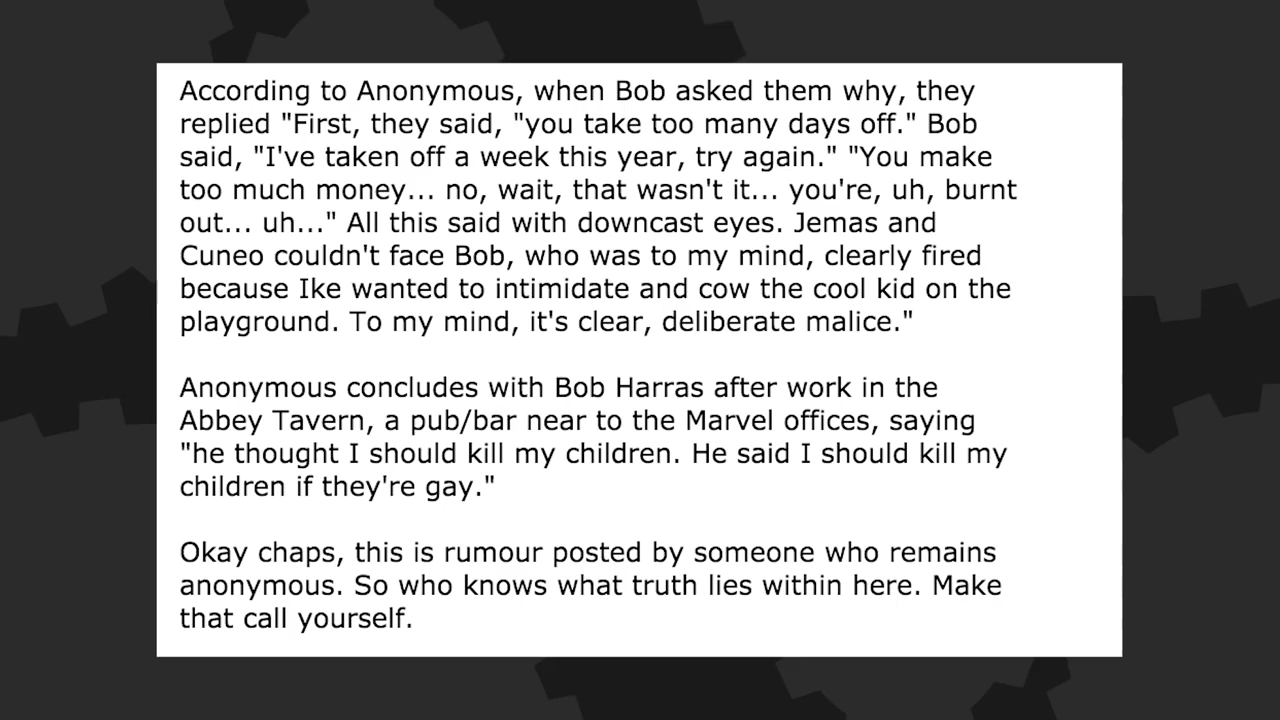 According to Anonymous, when Bob asked them why, they
replied "First, they said, "you take too many days off." Bob
said, "I've taken off a week this year, try again." "You make
too much money... no, wait, that wasn't it... you're, uh, burnt
out... uh..." All this said with downcast eyes. Jemas and
Cuneo couldn't face Bob, who was to my mind, clearly fired
because Ike wanted to intimidate and cow the cool kid on the
playground. To my mind, it's clear, deliberate malice."
Anonymous concludes with Bob Harras after work in the
Abbey Tavern, a pub/bar near to the Marvel offices, saying
"he thought I should kill my children. He said I should kill my
children if they're gay."
Okay chaps, this is rumour posted by someone who remains
anonymous. So who knows what truth lies within here. Make
that call yourself.